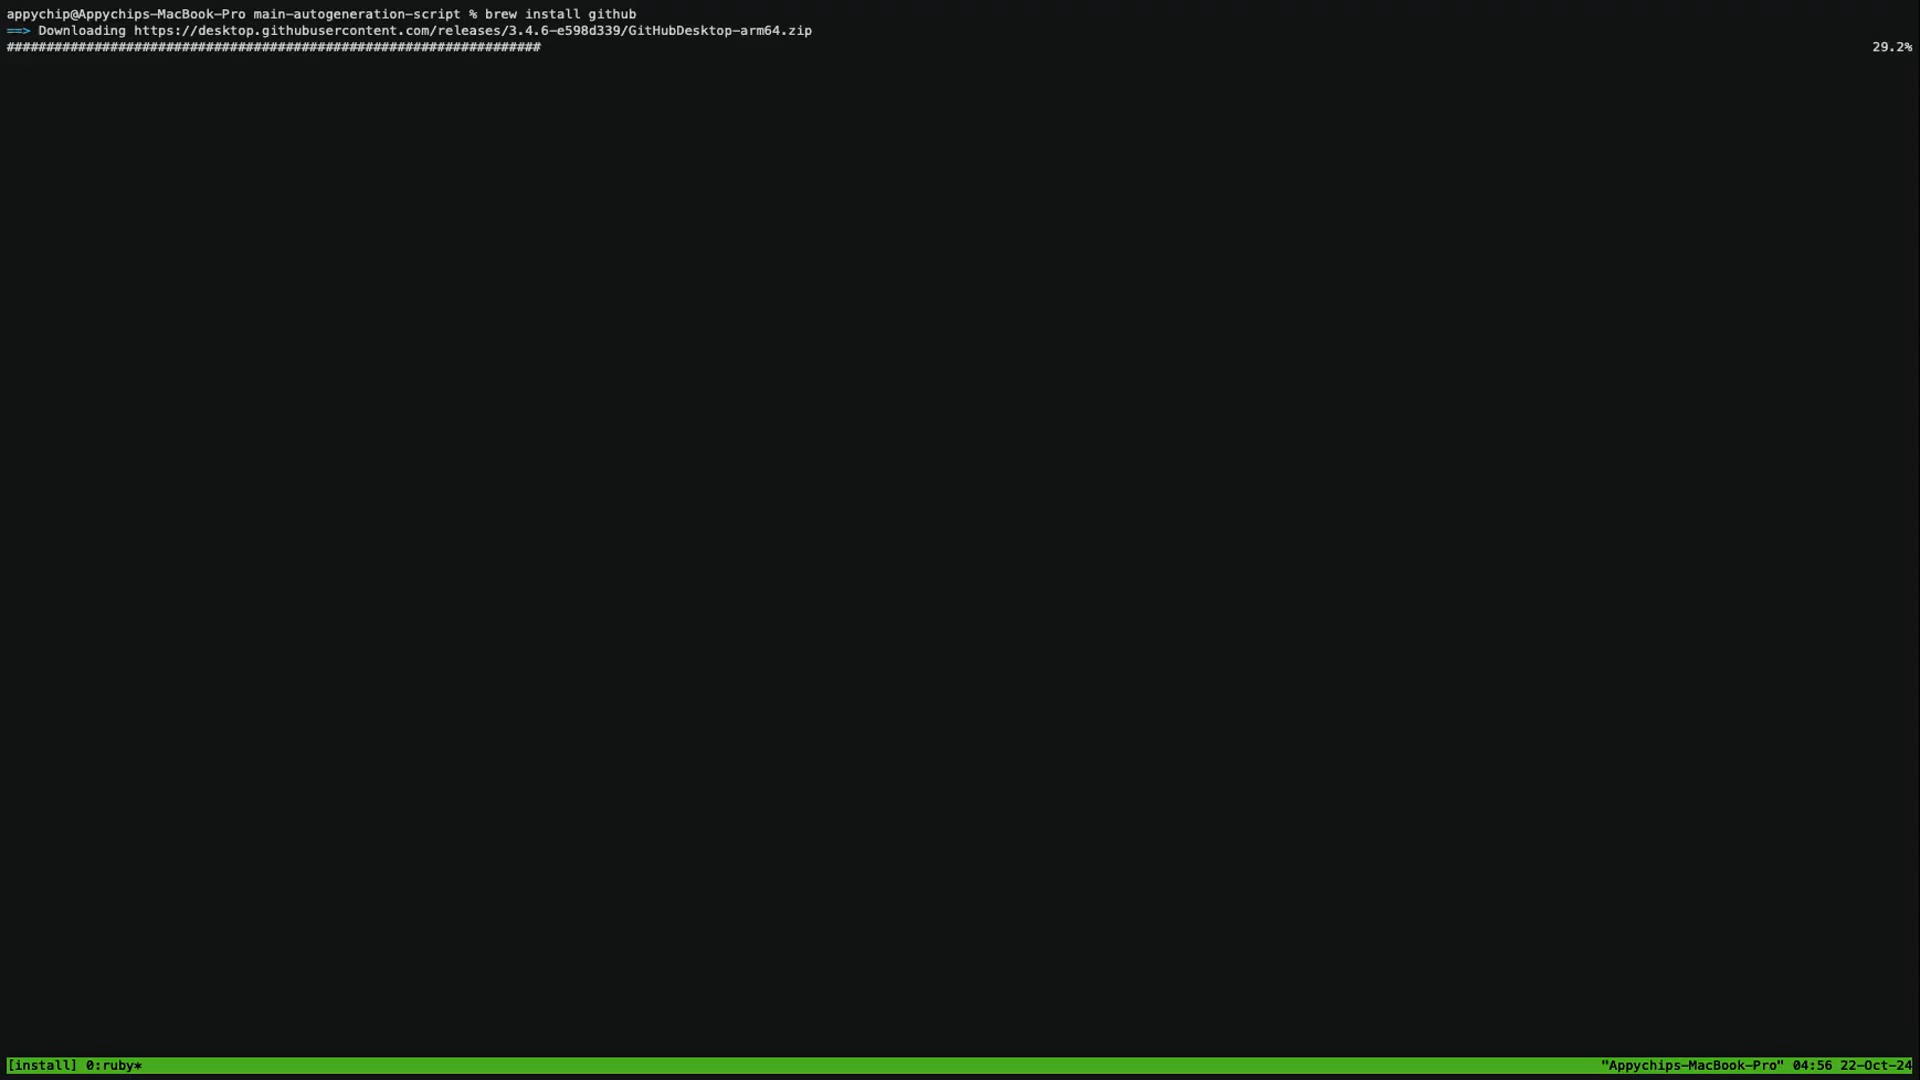 appychip@Appychips-MacBook-Pro main-autogeneration-script % brew install github
==> Downloading https://desktop.githubusercontent.com/releases/3.4.6-e598d339/GitHubDesktop-arm64.zip
################################################################### 29.2%
[install] 0:ruby* "Appychips-MacBook-Pro" 04:56 22-Oct-24